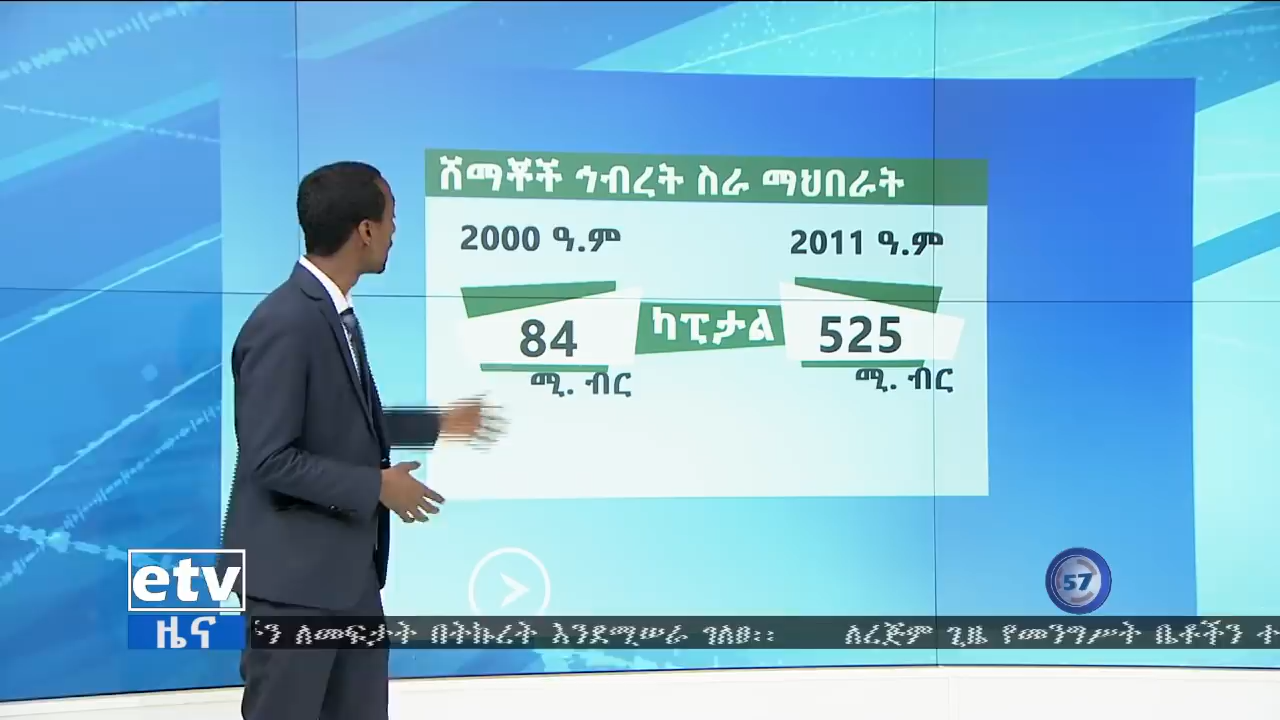 ሸማቾች ኅብረት ስራ ማህበራት
2000 ዓ.ም
2011 ዓ.ም
84
ካፒታል
525
ሚ. ብር
ሚ. ብር
etv
57
ዜና
ን ለመፍታት በትኩረት እንደሚሠራ ገለፀ፡፡ ለረጅም ጊዜ የመንግሥት ቤቶችን ተ